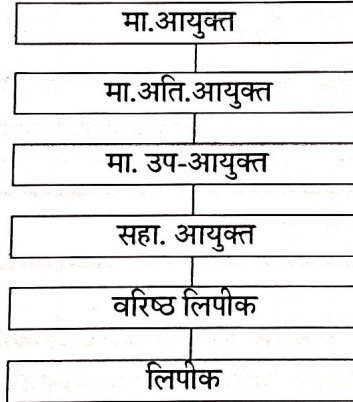 मा.आयुक्त
मा.अति.आयुक्त
मा. उप-आयुक्त
सहा. आयुक्त
वरिष्ठ लिपीक
लिपीक